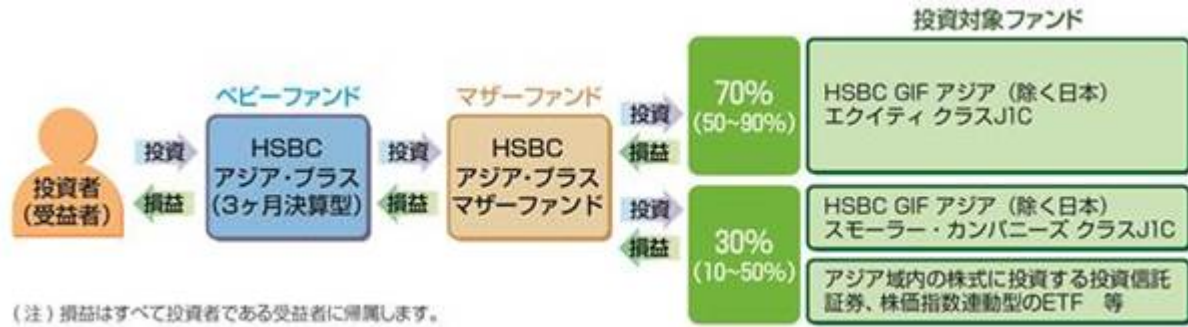 投資対象ファンド
ベビーファンド
マザーファンド
投資者
(受益者)
投資
損益
HSBC
アジア・プラス
(3ヶ月決算型)
投資
損益
HSBC
アジア・プラス
マザーファンド
投資
損益
70%
(50~90%)
HSBC GIF アジア (除く日本)
エクイティ クラスJ1C
投資
損益
30%
(10~50%)
HSBC GIF アジア (除く日本)
スモーラー・カンパニーズ クラスJ1C
アジア域内の株式に投資する投資信託
証券、株価指数連動型のETF 等
(注) 損益はすべて投資者である受益者に帰属します。